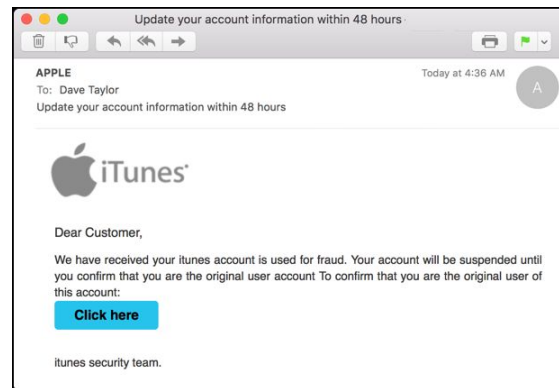 Update your account information within 48 hours
APPLE
Today at 4:36 AM
A
To: Dave Taylor
Update your account information within 48 hours
iTunes
Dear Customer,
We have received your itunes account is used for fraud. Your account will be suspended until
you confirm that you are the original user account To confirm that you are the original user of
this account:
Click here
itunes security team.